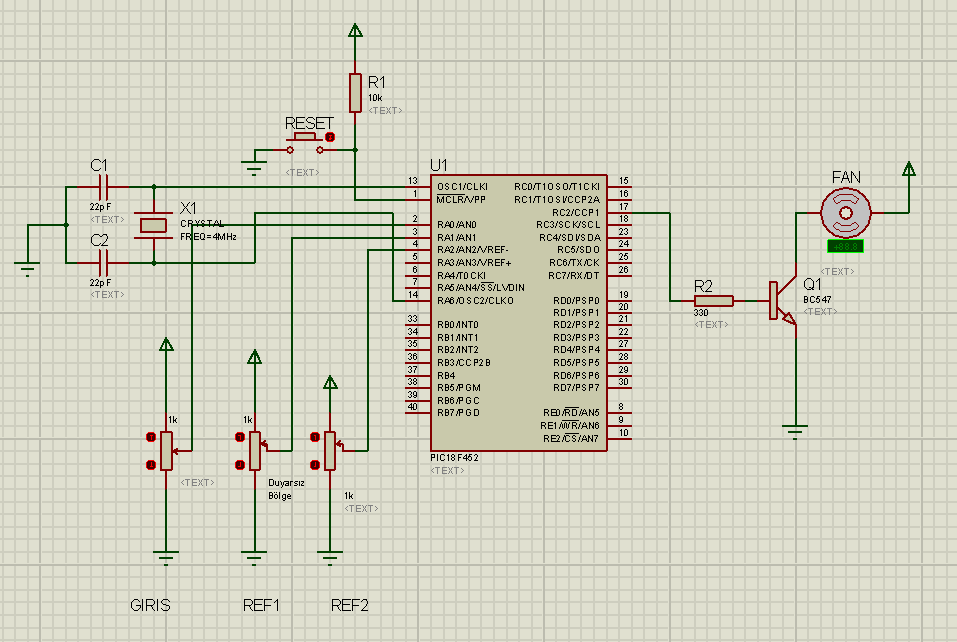 R1
10k
<TEXT>
RESET
<TEXT>
C1
22pF
<TEXT>
X1
CRYSTAL
FREQ=4MHz
C2
22pF
<TEXT>
U1
13 OSC1/CLKI
1 MCLR/VPP
2 RA0/AN0
3 RA1/AN1
4 RA2/AN2/VREF-
5 RA3/AN3/VREF+
6 RA4/T0CKI
7 RA5/AN4/SS/LVDIN
14 RA6/OSC2/CLKO
33 RB0/INT0
34 RB1/INT1
35 RB2/INT2
36 RB3/CCP2B
37 RB4
38 RB5/PGM
39 RB6/PGC
40 RB7/PGD
RC0/T1OSO/T1CKI 15
RC1/T1OSI/CCP2A 16
RC2/CCP1 17
RC3/SCK/SCL 18
RC4/SDI/SDA 23
RC5/SDO 24
RC6/TX/CK 25
RC7/RX/DT 26
RD0/PSP0 19
RD1/PSP1 20
RD2/PSP2 21
RD3/PSP3 22
RD4/PSP4 27
RD5/PSP5 28
RD6/PSP6 29
RD7/PSP7 30
RE0/RD/AN5 8
RE1/WR/AN6 9
RE2/CS/AN7 10
PIC18F452
<TEXT>
FAN
+88.8
<TEXT>
R2
330
<TEXT>
Q1
BC547
<TEXT>
1k
<TEXT>
1k
Duyarsız
Bölge
1k
<TEXT>
GIRIS
REF1
REF2